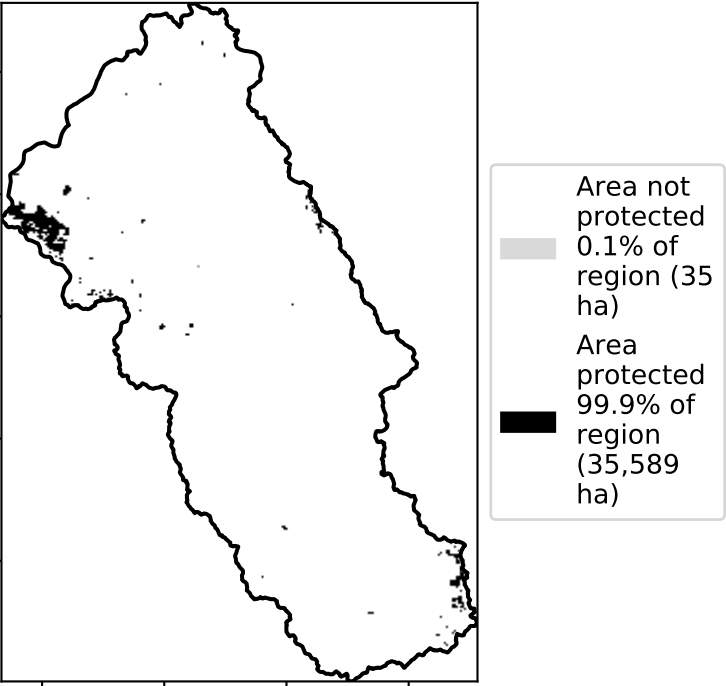 Area not
protected
0.1% of
region (35
ha)
Area
protected
99.9% of
region
(35,589
ha)